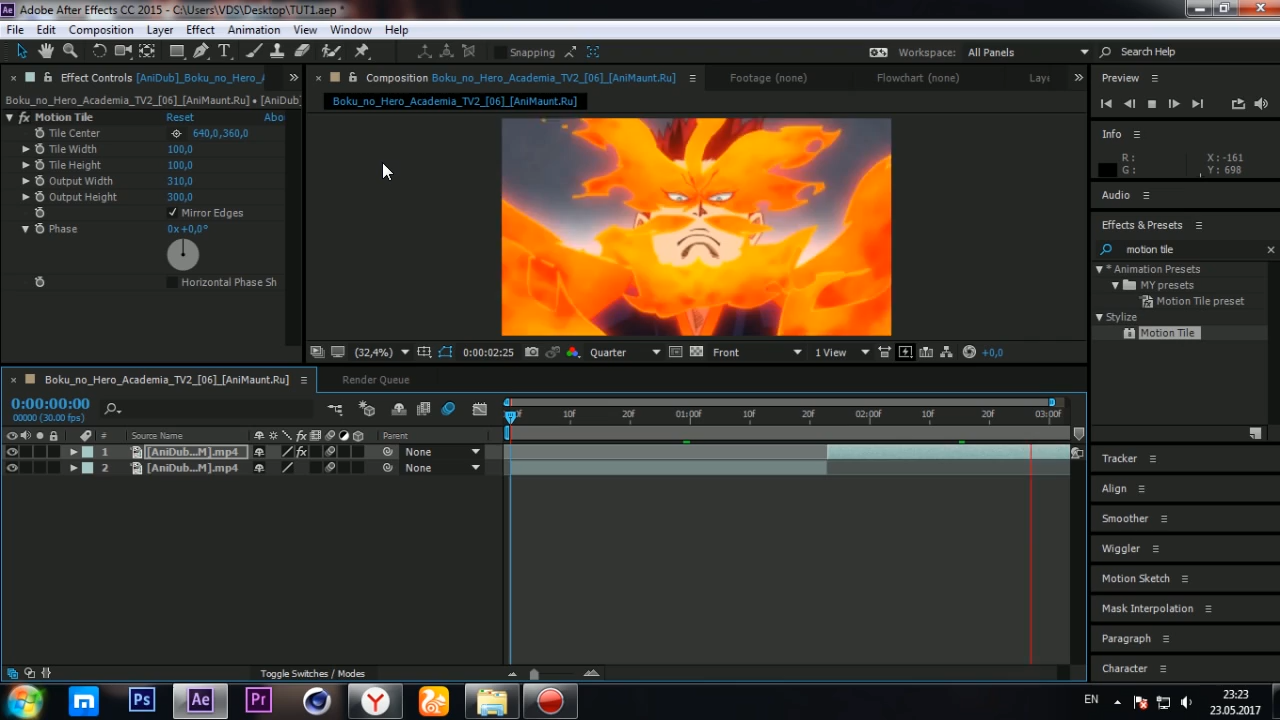 Adobe After Effects CC 2015 - C:\Users\VDS\Desktop\TUT1.aep *
File Edit Composition Layer Effect Animation View Window Help
Snapping
Workspace: All Panels
Search Help
Effect Controls [AniDub]_Boku_no_Hero_A
Composition Boku_no_Hero_Academia_TV2_[06]_[AniMaunt.Ru]
Footage (none)
Flowchart (none)
Laye
Preview
Boku_no_Hero_Academia_TV2_[06]_[AniMaunt.Ru] • [AniDub
Boku_no_Hero_Academia_TV2_[06]_[AniMaunt.Ru]
fx Motion Tile Reset Abo
Tile Center 640,0,360,0
Tile Width 100,0
Tile Height 100,0
Output Width 310,0
Output Height 300,0
Mirror Edges
Phase 0x+0,0°
Horizontal Phase Sh
Info
R: X: -161
G: Y: 698
Audio
Effects & Presets
motion tile
* Animation Presets
MY presets
Motion Tile preset
Stylize
Motion Tile
(32,4%) 0:00:02:25 Quarter Front 1 View +0,0
Boku_no_Hero_Academia_TV2_[06]_[AniMaunt.Ru]
Render Queue
0:00:00:00
00000 (30.00 fps)
10f 20f 01:00f 10f 20f 02:00f 10f 20f 03:00f
# Source Name Parent
1 [AniDub...M].mp4 fx None
2 [AniDub...M].mp4 None
Toggle Switches / Modes
Tracker
Align
Smoother
Wiggler
Motion Sketch
Mask Interpolation
Paragraph
Character
Ps Ae Pr
EN
23:23
23.05.2017